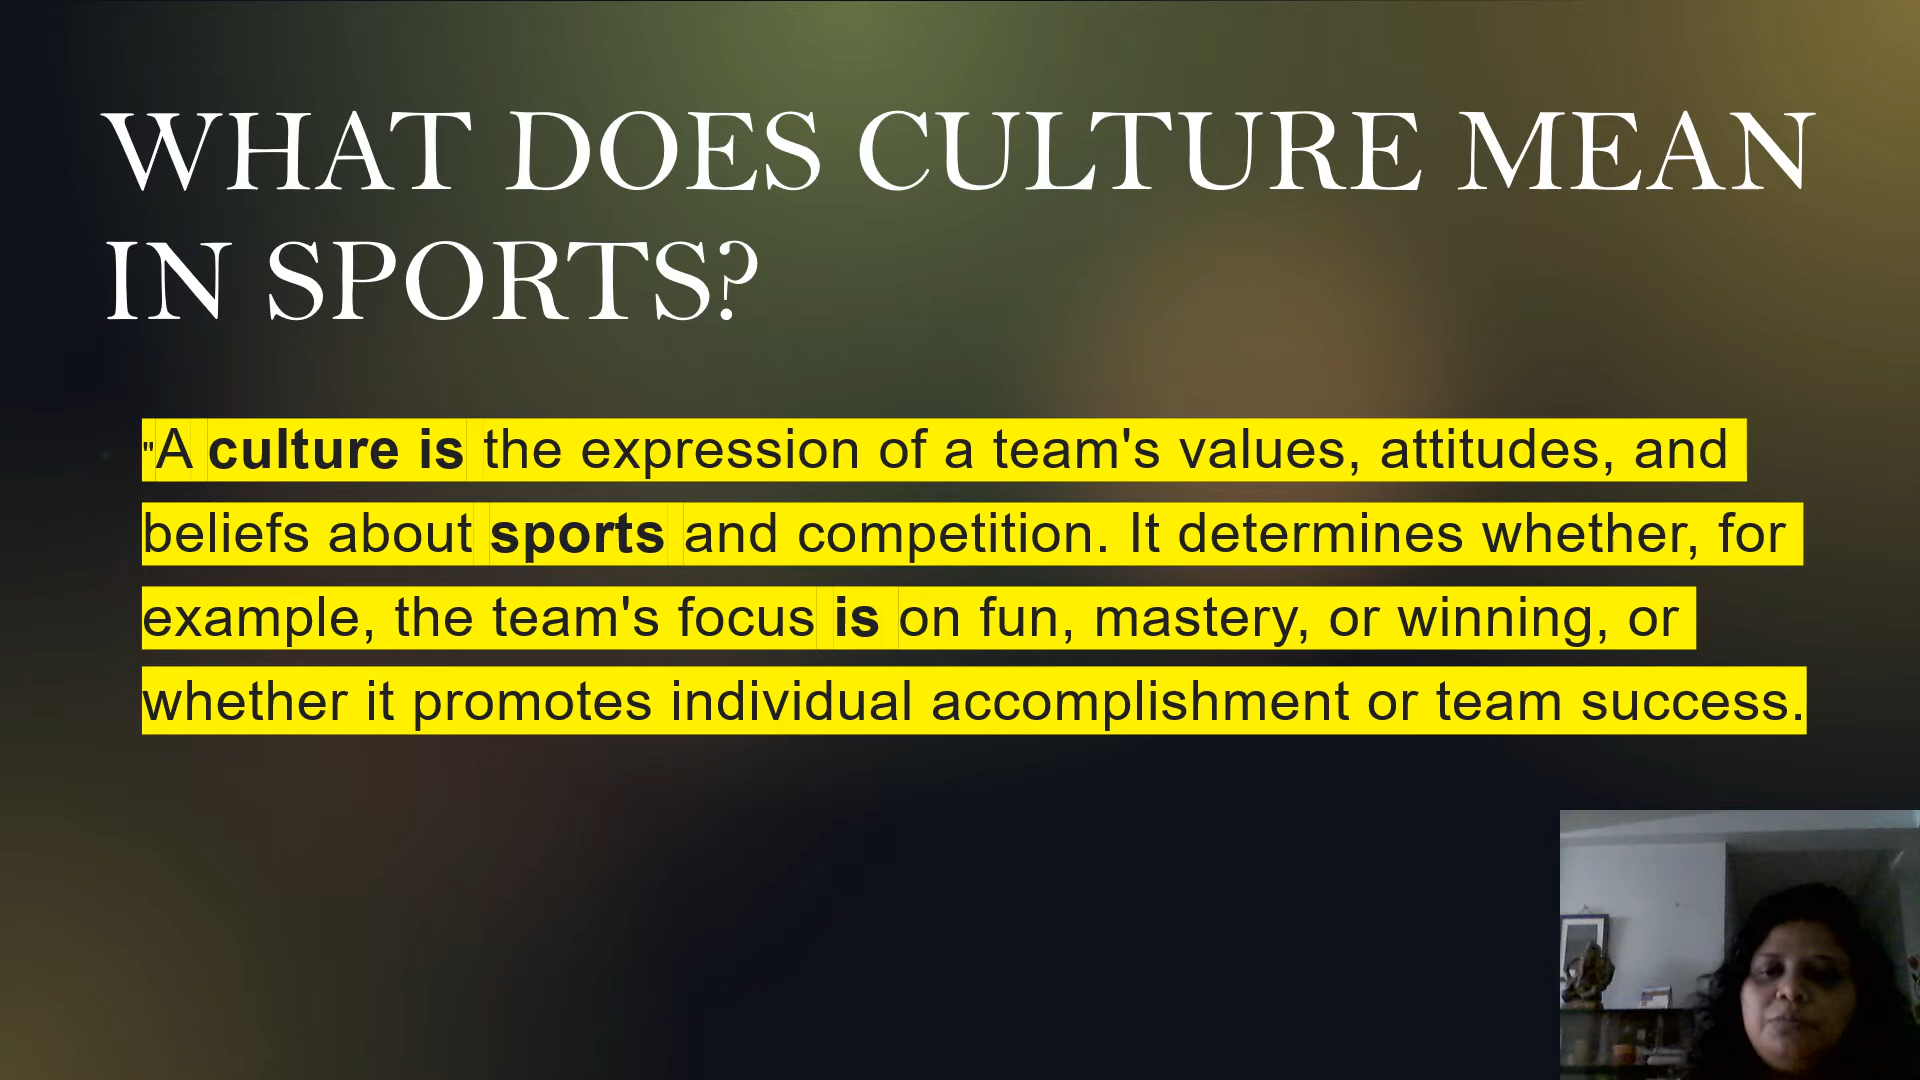 WHAT DOES CULTURE MEAN
IN SPORTS?
"A culture is the expression of a team's values, attitudes, and
beliefs about sports and competition. It determines whether, for
example, the team's focus is on fun, mastery, or winning, or
whether it promotes individual accomplishment or team success.